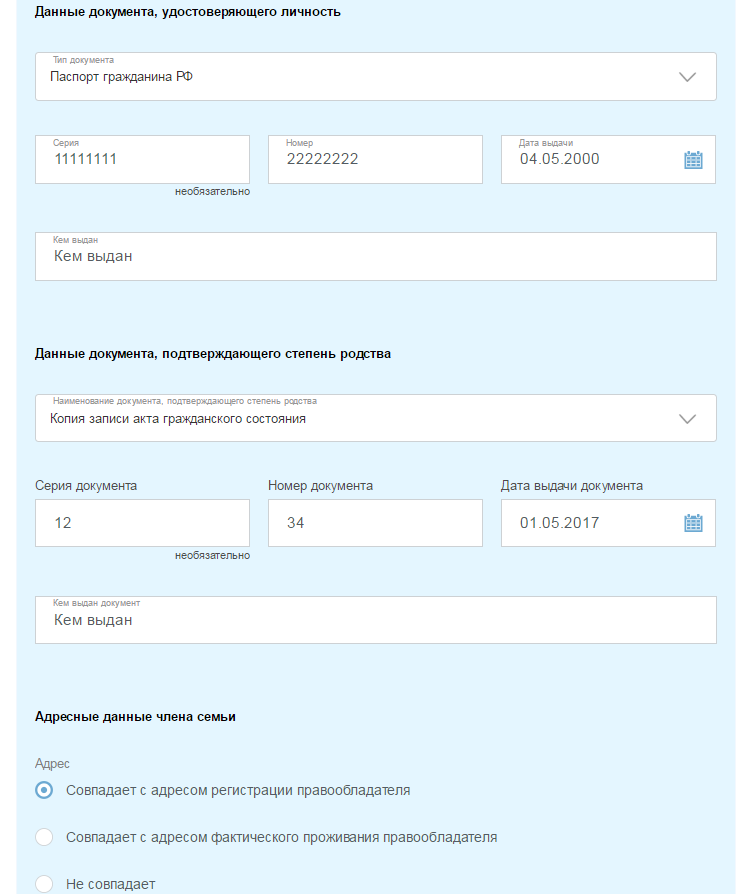 Данные документа, удостоверяющего личность
Тип документа
Паспорт гражданина РФ
Серия
Номер
Дата выдачи
11111111
22222222
04.05.2000
необязательно
Кем выдан
Кем выдан
Данные документа, подтверждающего степень родства
Наименование документа, подтверждающего степень родства
Копия записи акта гражданского состояния
Серия документа
Номер документа
Дата выдачи документа
12
34
01.05.2017
необязательно
Кем выдан документ
Кем выдан
Адресные данные члена семьи
Адрес
Совпадает с адресом регистрации правообладателя
Совпадает с адресом фактического проживания правообладателя
Не совпадает